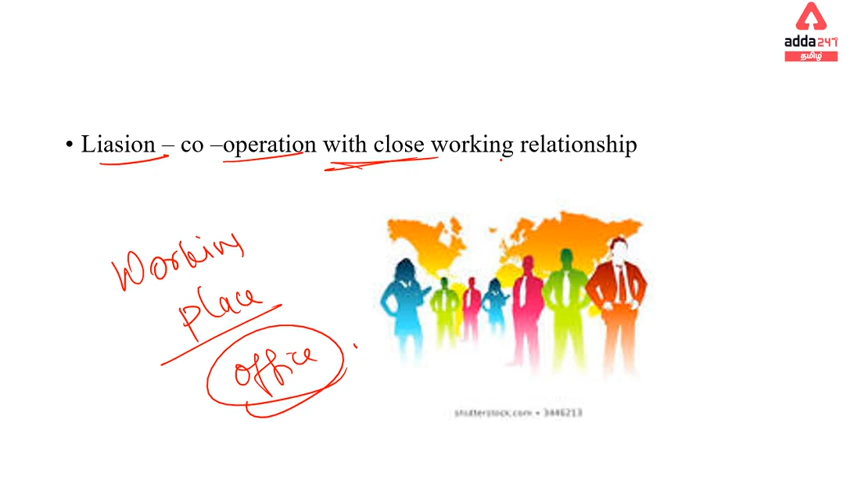 adda247
தமிழ்
• Liasion – co –operation with close working relationship
Working
place
office
shutterstock.com • 3446213